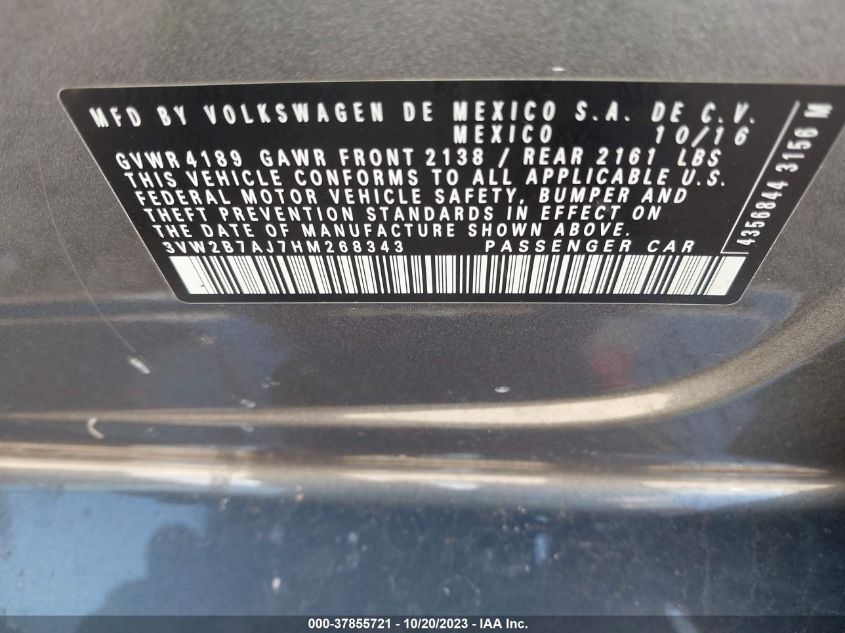 MFD BY VOLKSWAGEN DE MEXICO S.A. DE C.V.
MEXICO 10/16
GVWR 4189 GAWR FRONT 2138 / REAR 2161 LBS
THIS VEHICLE CONFORMS TO ALL APPLICABLE U.S.
FEDERAL MOTOR VEHICLE SAFETY, BUMPER AND
THEFT PREVENTION STANDARDS IN EFFECT ON
THE DATE OF MANUFACTURE SHOWN ABOVE.
3VW2B7AJ7HM268343 PASSENGER CAR
4356844 3156 M
000-37855721 - 10/20/2023 - IAA Inc.